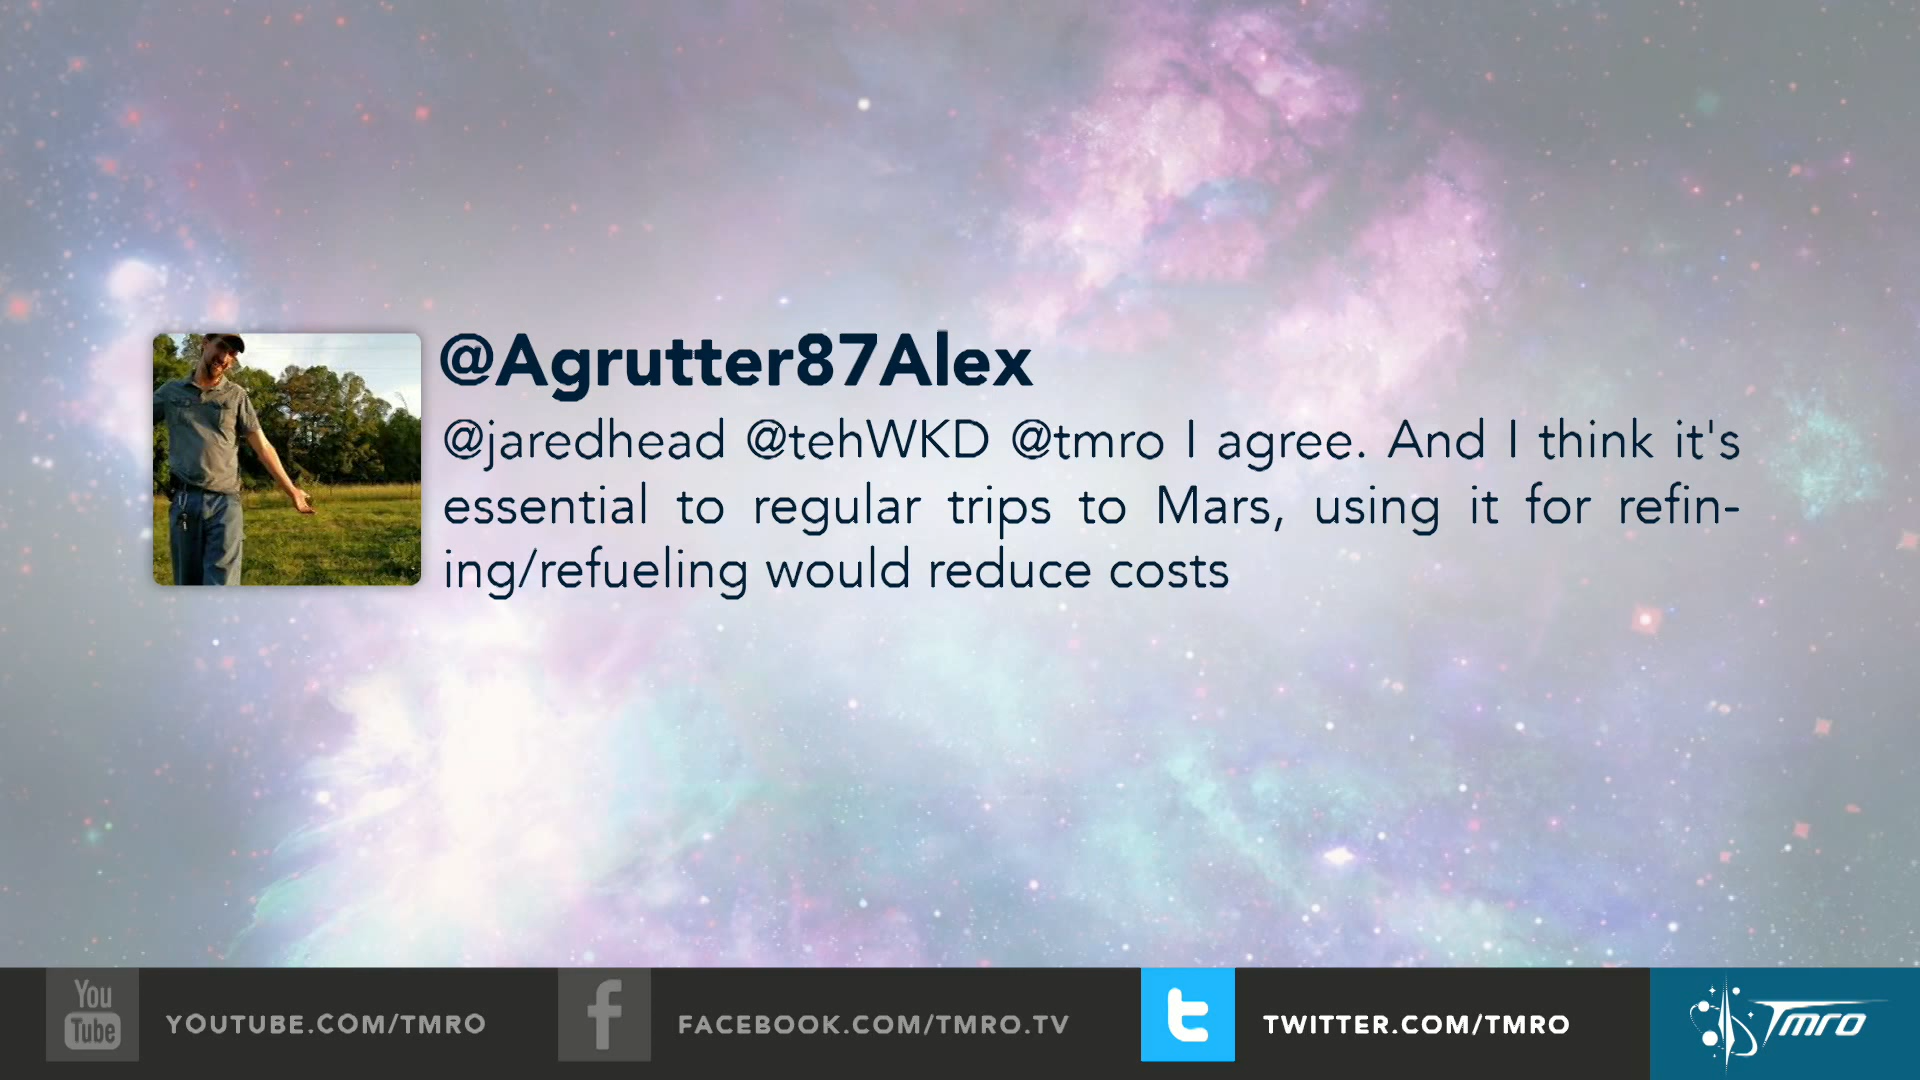 @Agrutter87Alex
@jaredhead @tehWKD @tmro I agree. And I think it's
essential to regular trips to Mars, using it for refin-
ing/refueling would reduce costs
You
Tube
YOUTUBE.COM/TMRO
f
FACEBOOK.COM/TMRO.TV
t
TWITTER.COM/TMRO
Tmro